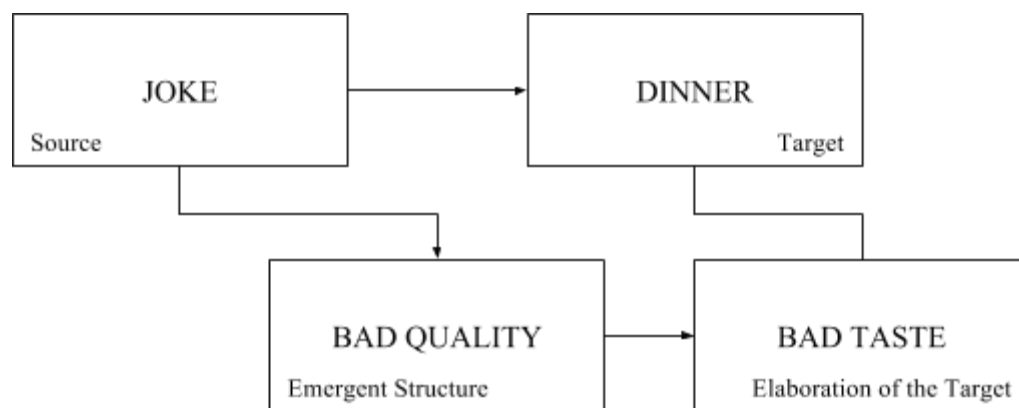 JOKE
Source
DINNER
Target
BAD QUALITY
Emergent Structure
BAD TASTE
Elaboration of the Target